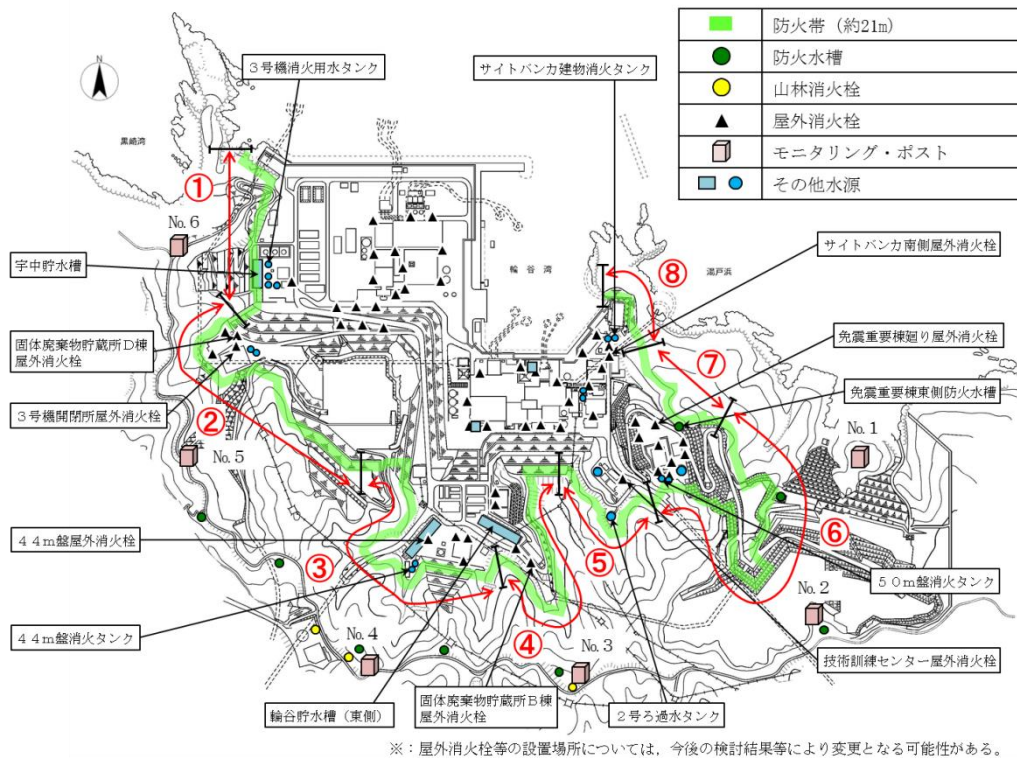 防火帯（約21m）
防火水槽
山林消火栓
屋外消火栓
モニタリング・ポスト
その他水源
N
３号機消火用水タンク
サイトバンカ建物消火タンク
黒崎湾
①
No.6
宇中貯水槽
輪谷湾
湯戸浜
⑧
サイトバンカ南側屋外消火栓
固体廃棄物貯蔵所Ｄ棟
屋外消火栓
⑦
免震重要棟廻り屋外消火栓
３号機開閉所屋外消火栓
②
免震重要棟東側防火水槽
No.1
No.5
４４ｍ盤屋外消火栓
③
⑤
⑥
５０ｍ盤消火タンク
No.2
４４ｍ盤消火タンク
No.4
④
No.3
技術訓練センター屋外消火栓
輪谷貯水槽（東側）
固体廃棄物貯蔵所Ｂ棟
屋外消火栓
２号ろ過水タンク
※：屋外消火栓等の設置場所については，今後の検討結果等により変更となる可能性がある。